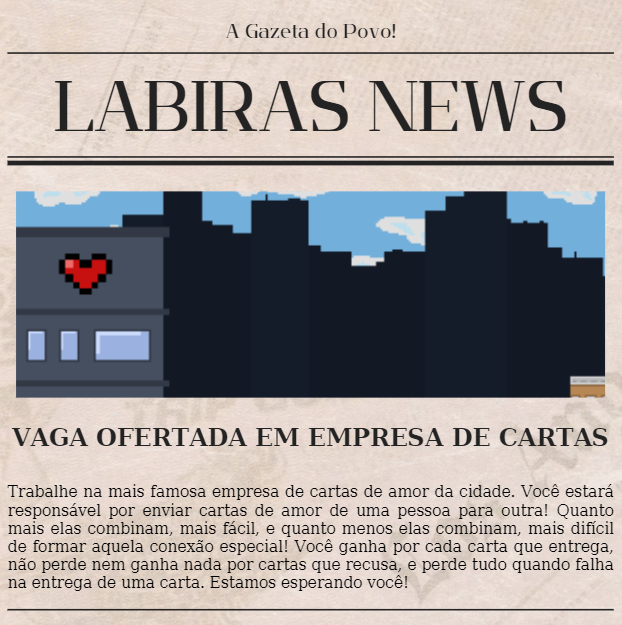 A Gazeta do Povo!
LABIRAS NEWS
VAGA OFERTADA EM EMPRESA DE CARTAS
Trabalhe na mais famosa empresa de cartas de amor da cidade. Você estará
responsável por enviar cartas de amor de uma pessoa para outra! Quanto
mais elas combinam, mais fácil, e quanto menos elas combinam, mais difícil
de formar aquela conexão especial! Você ganha por cada carta que entrega,
não perde nem ganha nada por cartas que recusa, e perde tudo quando falha
na entrega de uma carta. Estamos esperando você!